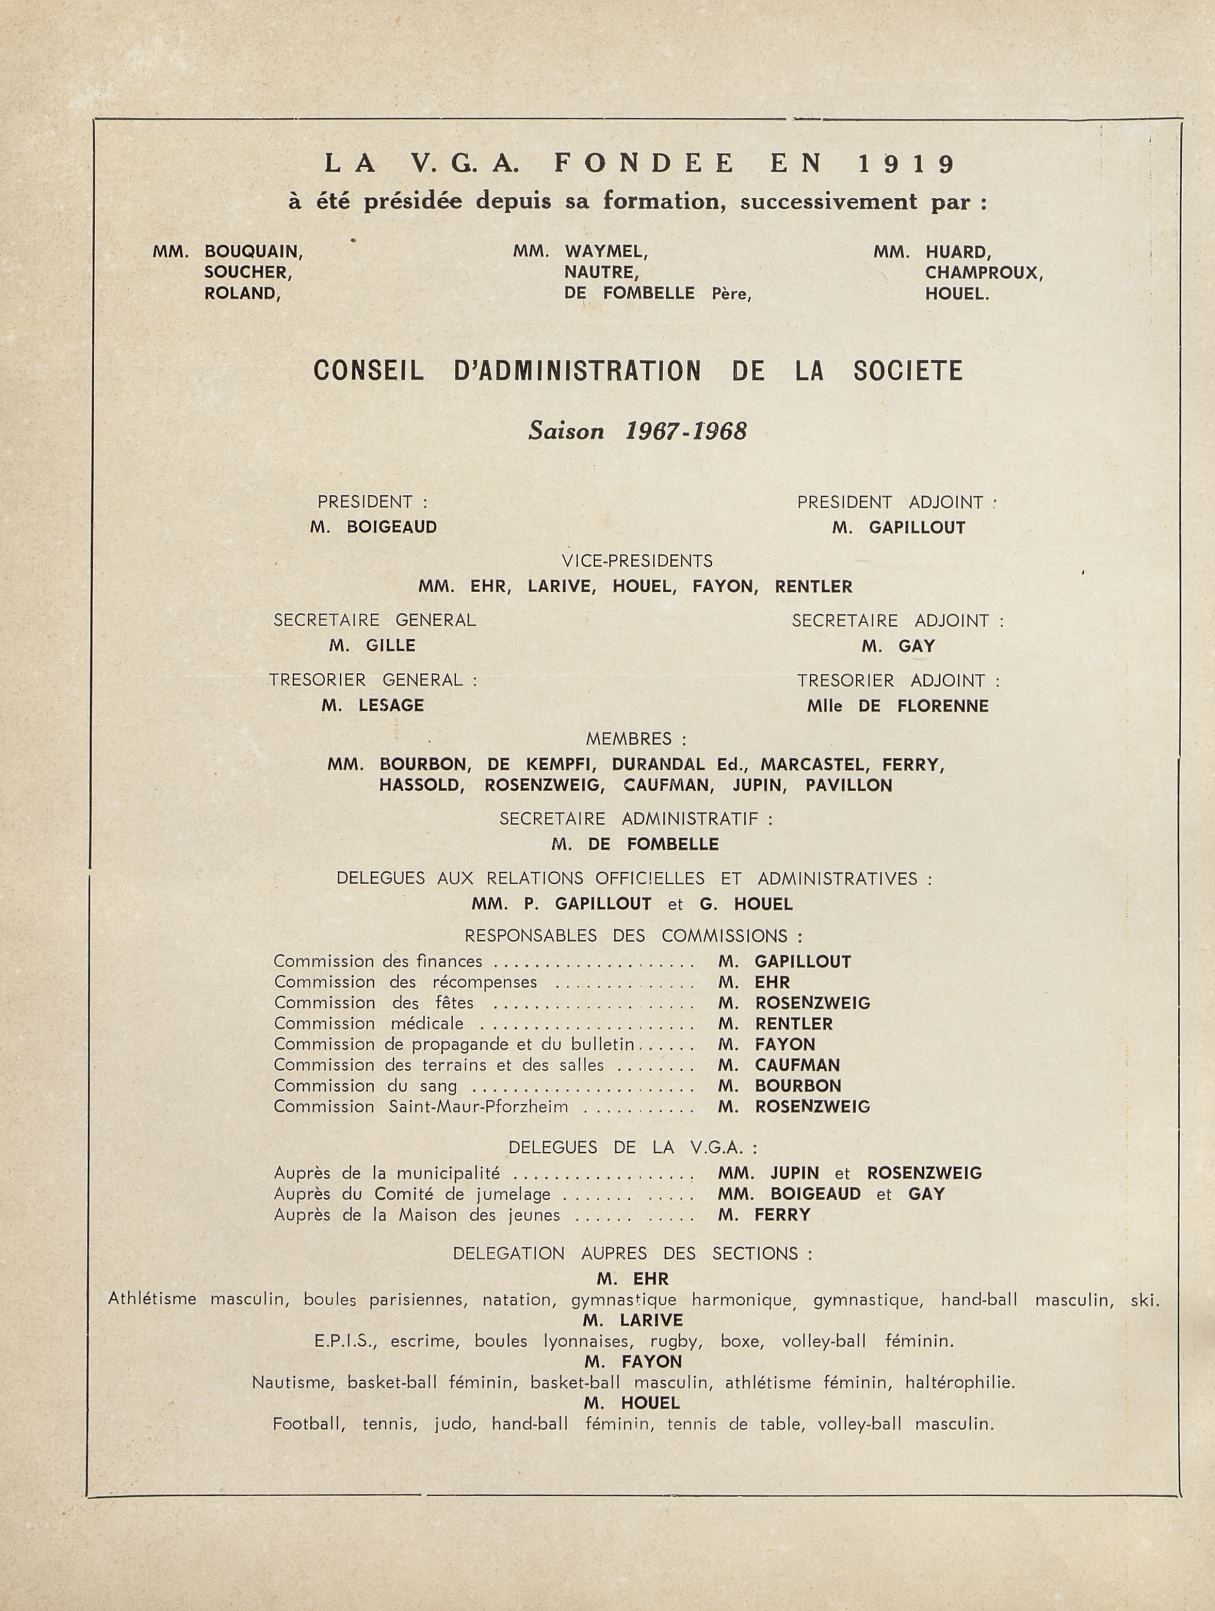 LA V. G. A. FONDEE EN 1919
à été présidée depuis sa formation, successivement par :
MM. BOUQUAIN,
SOUCHER,
ROLAND,
MM. WAYMEL,
NAUTRE,
DE FOMBELLE Père,
MM. HUARD,
CHAMPROUX,
HOUEL.
CONSEIL D'ADMINISTRATION DE LA SOCIETE
Saison 1967-1968
PRESIDENT :
M. BOIGEAUD
PRESIDENT ADJOINT :
M. GAPILLOUT
VICE-PRESIDENTS
MM. EHR, LARIVE, HOUEL, FAYON, RENTLER
SECRETAIRE GENERAL
M. GILLE
SECRETAIRE ADJOINT :
M. GAY
TRESORIER GENERAL :
M. LESAGE
TRESORIER ADJOINT :
Mlle DE FLORENNE
MEMBRES :
MM. BOURBON, DE KEMPFI, DURANDAL Ed., MARCASTEL, FERRY,
HASSOLD, ROSENZWEIG, CAUFMAN, JUPIN, PAVILLON
SECRETAIRE ADMINISTRATIF :
M. DE FOMBELLE
DELEGUES AUX RELATIONS OFFICIELLES ET ADMINISTRATIVES :
MM. P. GAPILLOUT et G. HOUEL
RESPONSABLES DES COMMISSIONS :
Commission des finances .................... M. GAPILLOUT
Commission des récompenses .............. M. EHR
Commission des fêtes .................... M. ROSENZWEIG
Commission médicale ..................... M. RENTLER
Commission de propagande et du bulletin...... M. FAYON
Commission des terrains et des salles ........ M. CAUFMAN
Commission du sang ...................... M. BOURBON
Commission Saint-Maur-Pforzheim ........... M. ROSENZWEIG
DELEGUES DE LA V.G.A. :
Auprès de la municipalité .................. MM. JUPIN et ROSENZWEIG
Auprès du Comité de jumelage ............. MM. BOIGEAUD et GAY
Auprès de la Maison des jeunes ........... M. FERRY
DELEGATION AUPRES DES SECTIONS :
M. EHR
Athlétisme masculin, boules parisiennes, natation, gymnastique harmonique, gymnastique, hand-ball masculin, ski.
M. LARIVE
E.P.I.S., escrime, boules lyonnaises, rugby, boxe, volley-ball féminin.
M. FAYON
Nautisme, basket-ball féminin, basket-ball masculin, athlétisme féminin, haltérophilie.
M. HOUEL
Football, tennis, judo, hand-ball féminin, tennis de table, volley-ball masculin.